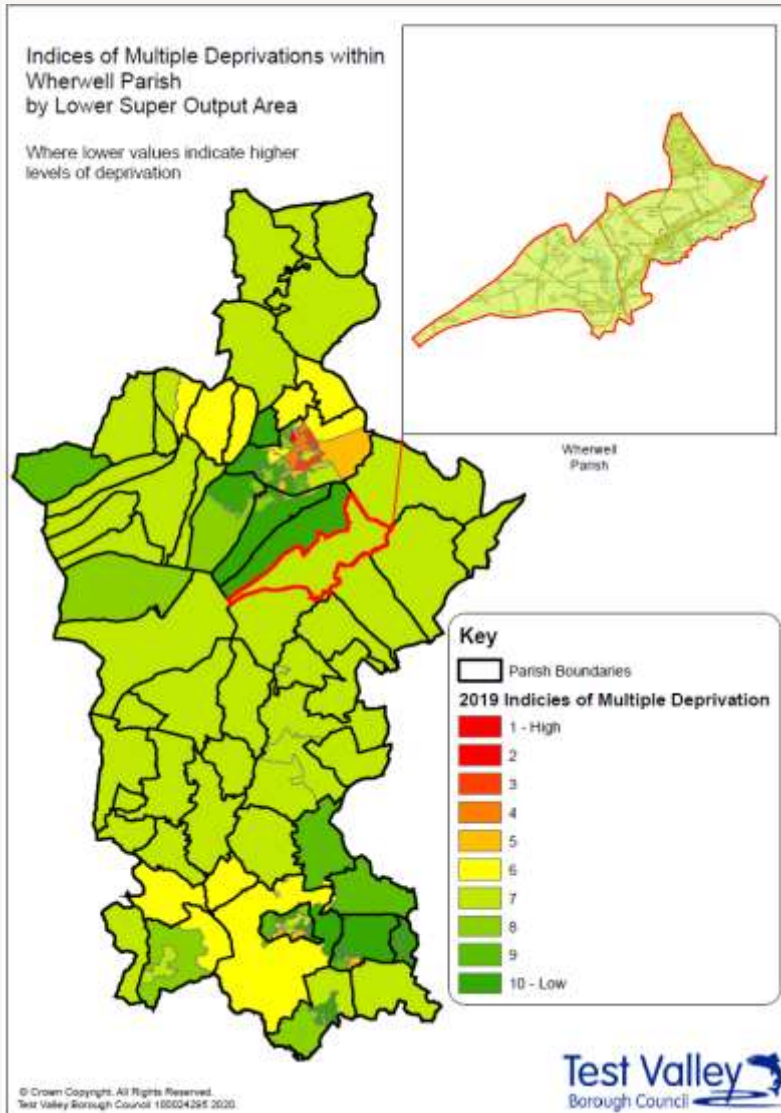 Indices of Multiple Deprivations within
Wherwell Parish
by Lower Super Output Area
Where lower values indicate higher
levels of deprivation
Wherwell
Parish
Key
Parish Boundaries
2019 Indicies of Multiple Deprivation
1 - High
2
3
4
5
6
7
8
9
10 - Low
© Crown Copyright. All Rights Reserved.
Test Valley Borough Council 100024295 2020.
Test Valley
Borough Council